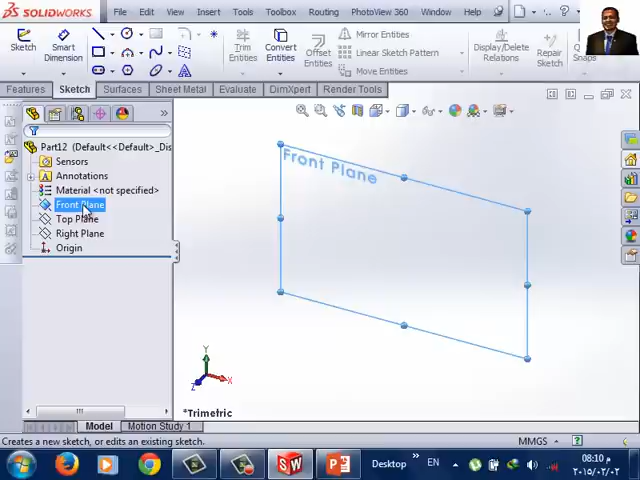 SOLIDWORKS File Edit View Insert Tools Toolbox Routing PhotoView 360 Window
Sketch Smart Dimension Trim Entities Convert Entities Offset Entities Mirror Entities Display/Delete Relations Repair Sketch
Linear Sketch Pattern
Move Entities
Features Sketch Surfaces Sheet Metal Evaluate DimXpert Render Tools
Part12 (Default<<Default>_Dis
Sensors
Annotations
Material <not specified>
Front Plane
Top Plane
Right Plane
Origin
Front Plane
Y
X
Z
*Trimetric
Model Motion Study 1
Creates a new sketch, or edits an existing sketch. MMGS
Desktop EN
08:10 م
٢٠١٥/٠٢/٠٢